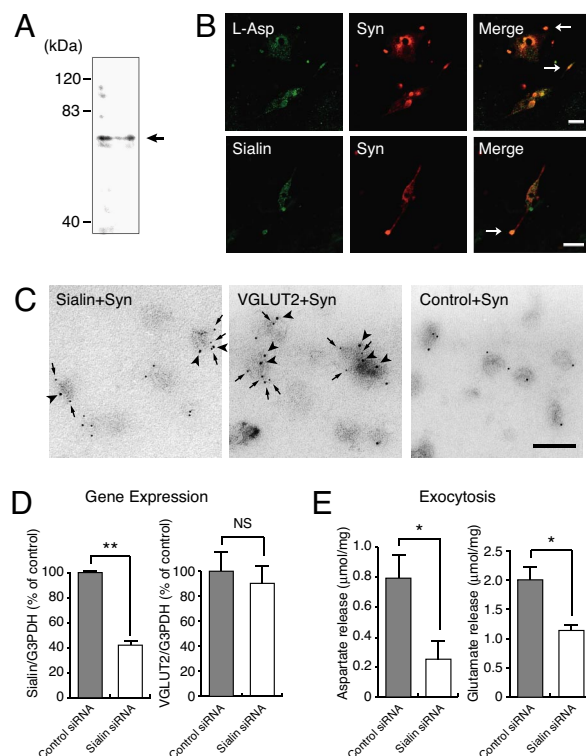 A
(kDa)
120
83
40
B
L-Asp
Syn
Merge
Sialin
Syn
Merge
C
Sialin+Syn
VGLUT2+Syn
Control+Syn
D
Gene Expression
Sialin/G3PDH (% of control)
100
80
60
40
20
0
**
Control siRNA
Sialin siRNA
VGLUT2/G3PDH (% of control)
100
80
60
40
20
0
NS
Control siRNA
Sialin siRNA
E
Exocytosis
Aspartate release (μmol/mg)
1.2
0.8
0.4
0
*
Control siRNA
Sialin siRNA
Glutamate release (μmol/mg)
2.5
2.0
1.5
1.0
0.5
0
*
Control siRNA
Sialin siRNA